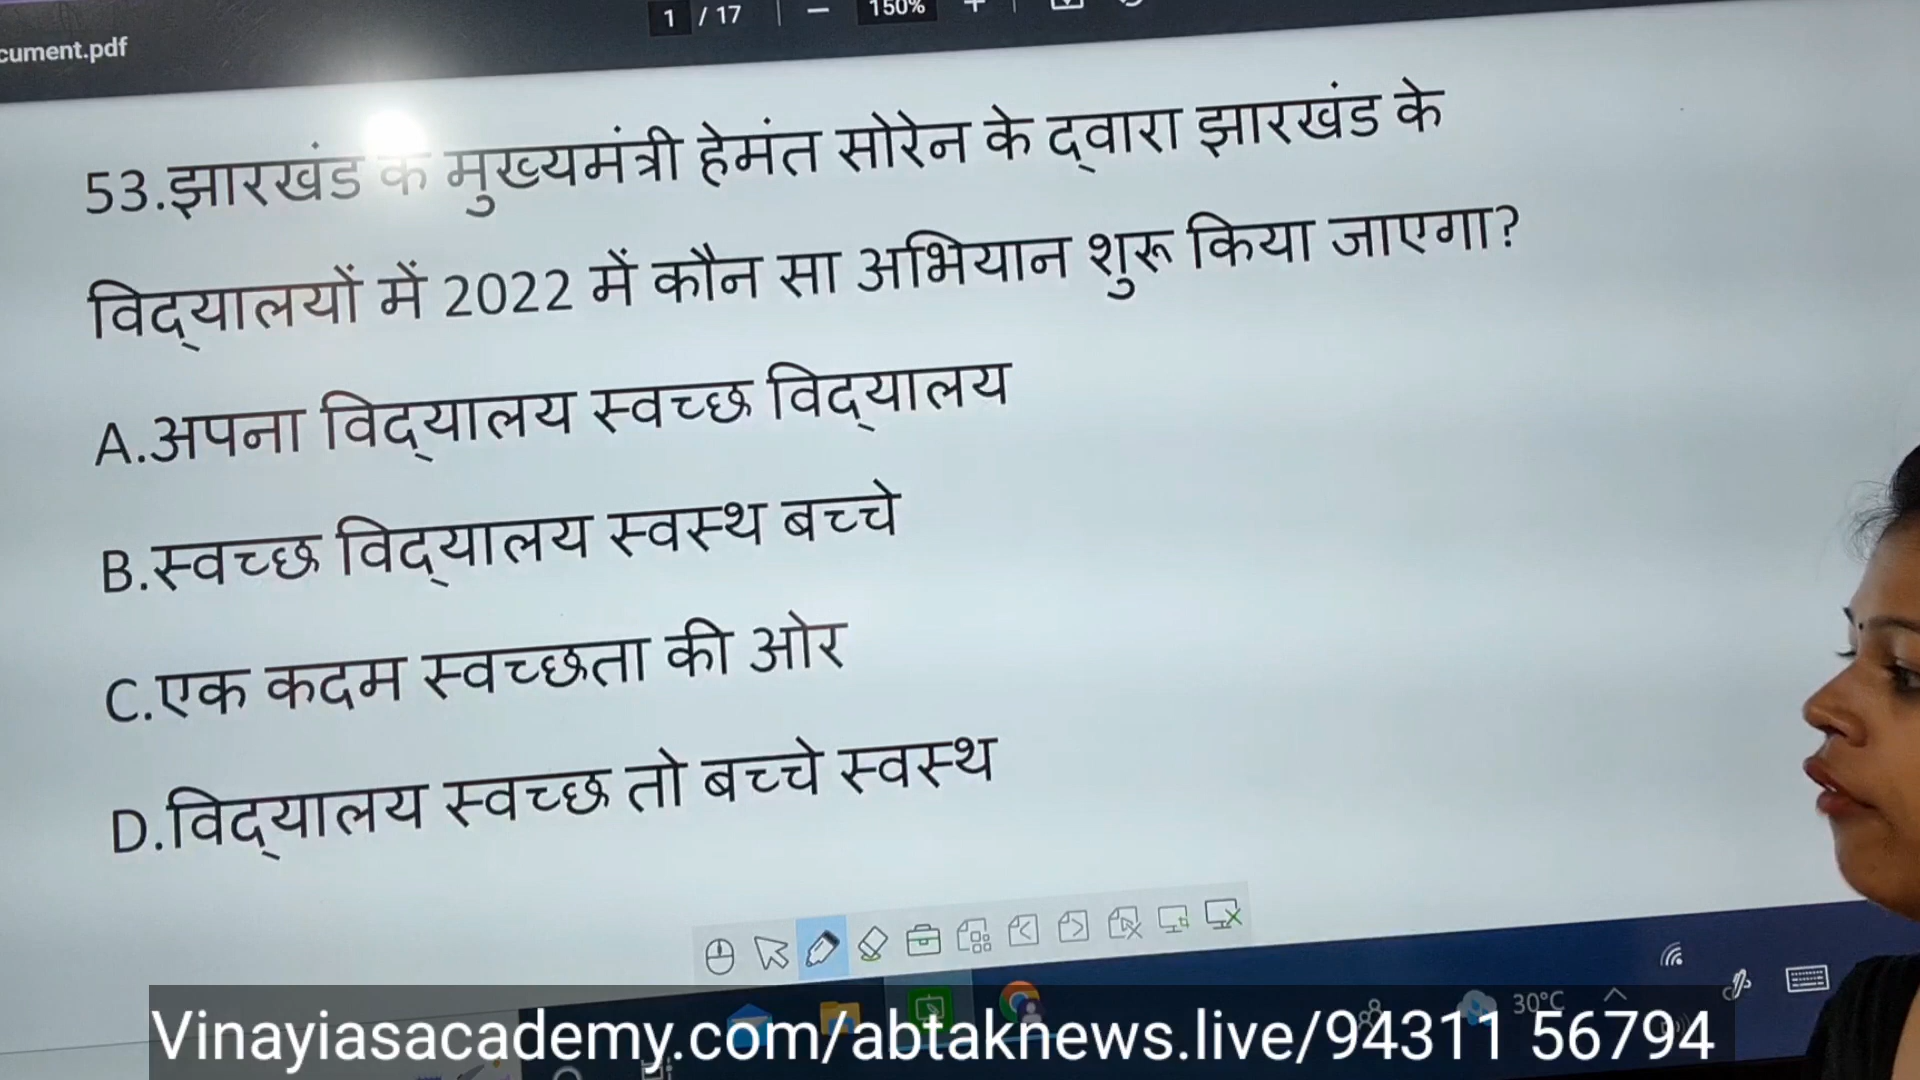 cument.pdf
1 / 17
150%
53.झारखंड क मुख्यमंत्री हेमंत सोरेन के द्वारा झारखंड के
विद्यालयों में 2022 में कौन सा अभियान शुरू किया जाएगा?
A.अपना विद्यालय स्वच्छ विद्यालय
B.स्वच्छ विद्यालय स्वस्थ बच्चे
C.एक कदम स्वच्छता की ओर
D.विद्यालय स्वच्छ तो बच्चे स्वस्थ
30°C
Vinayiasacademy.com/abtaknews.live/94311 56794